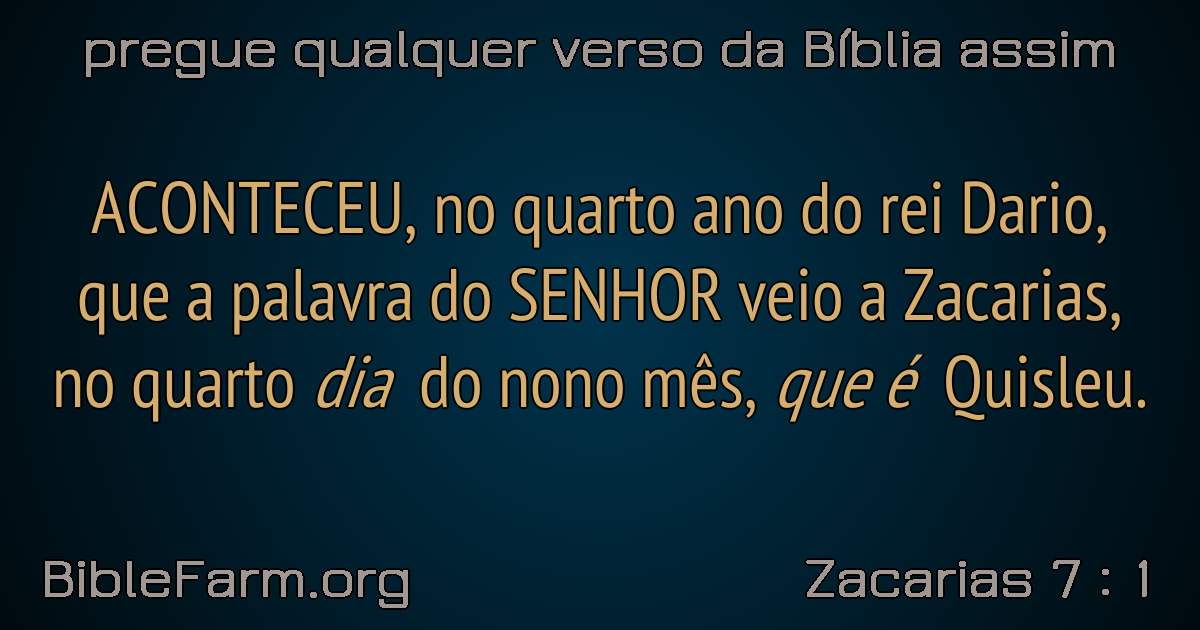 pregue qualquer verso da Bíblia assim
ACONTECEU, no quarto ano do rei Dario,
que a palavra do SENHOR veio a Zacarias,
no quarto dia do nono mês, que é Quisleu.
BibleFarm.org
Zacarias 7 : 1